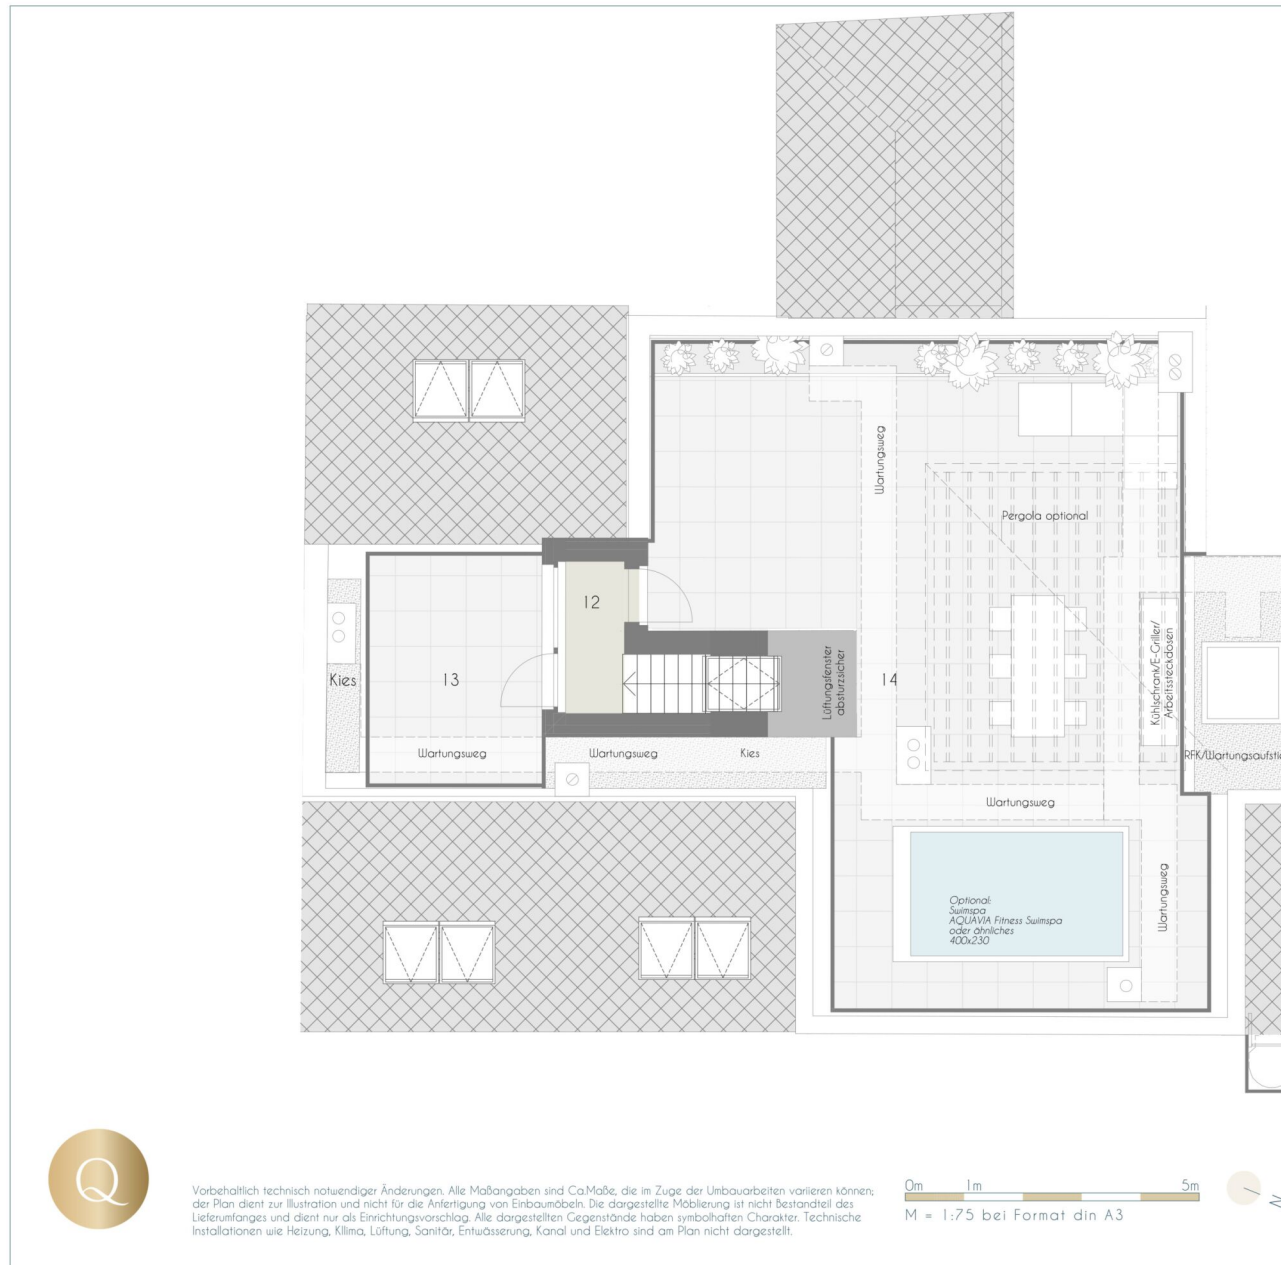 Wartungsweg
Pergola optional
12
13
Kies
Lüftungsfenster
absturzsicher
14
Kühlschrank/E-Griller/
Arbeitssteckdosen
Wartungsweg
Wartungsweg
Kies
RFK/Wartungsaufsti
Wartungsweg
Wartungsweg
Optional:
Swimspa
AQUAVIA Fitness Swimspa
oder ähnliches
400x230
Q
Vorbehaltlich technisch notwendiger Änderungen. Alle Maßangaben sind Ca.Maße, die im Zuge der Umbauarbeiten variieren können;
der Plan dient zur Illustration und nicht für die Anfertigung von Einbaumöbeln. Die dargestellte Möblierung ist nicht Bestandteil des
Lieferumfanges und dient nur als Einrichtungsvorschlag. Alle dargestellten Gegenstände haben symbolhaften Charakter. Technische
Installationen wie Heizung, Kllima, Lüftung, Sanitär, Entwässerung, Kanal und Elektro sind am Plan nicht dargestellt.
0m 1m 5m
M = 1:75 bei Format din A3
N